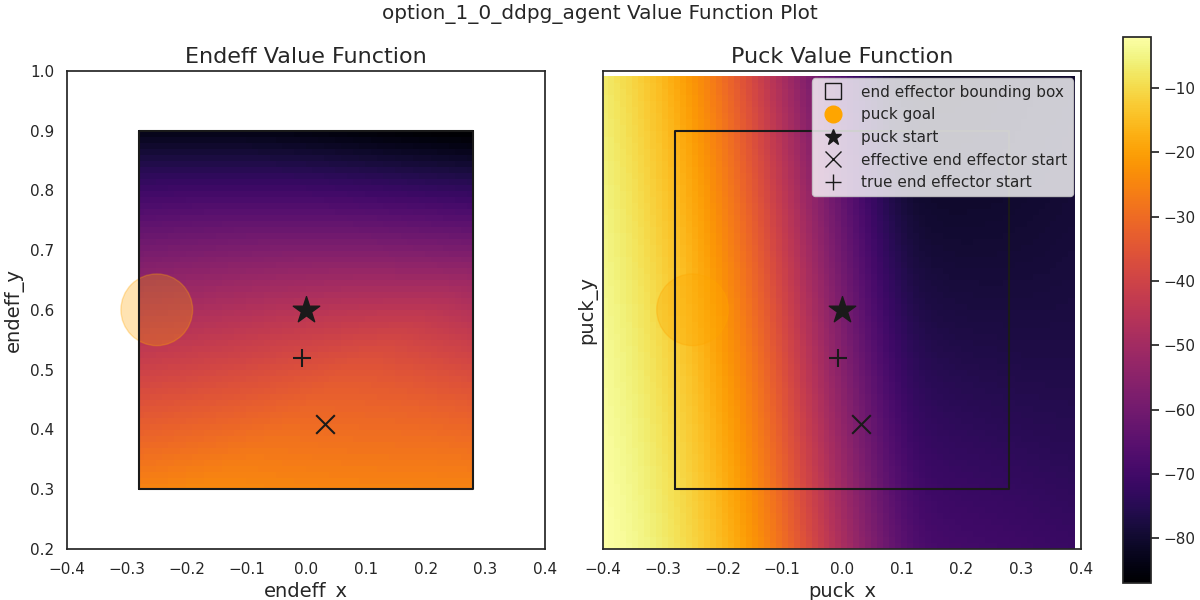 option_1_0_ddpg_agent Value Function Plot
Endeff Value Function
endeff_y
1.0
0.9
0.8
0.7
0.6
0.5
0.4
0.3
0.2
−0.4 −0.3 −0.2 −0.1 0.0 0.1 0.2 0.3 0.4
endeff_x
Puck Value Function
puck_y
end effector bounding box
puck goal
puck start
effective end effector start
true end effector start
−0.4 −0.3 −0.2 −0.1 0.0 0.1 0.2 0.3 0.4
puck_x
−10
−20
−30
−40
−50
−60
−70
−80